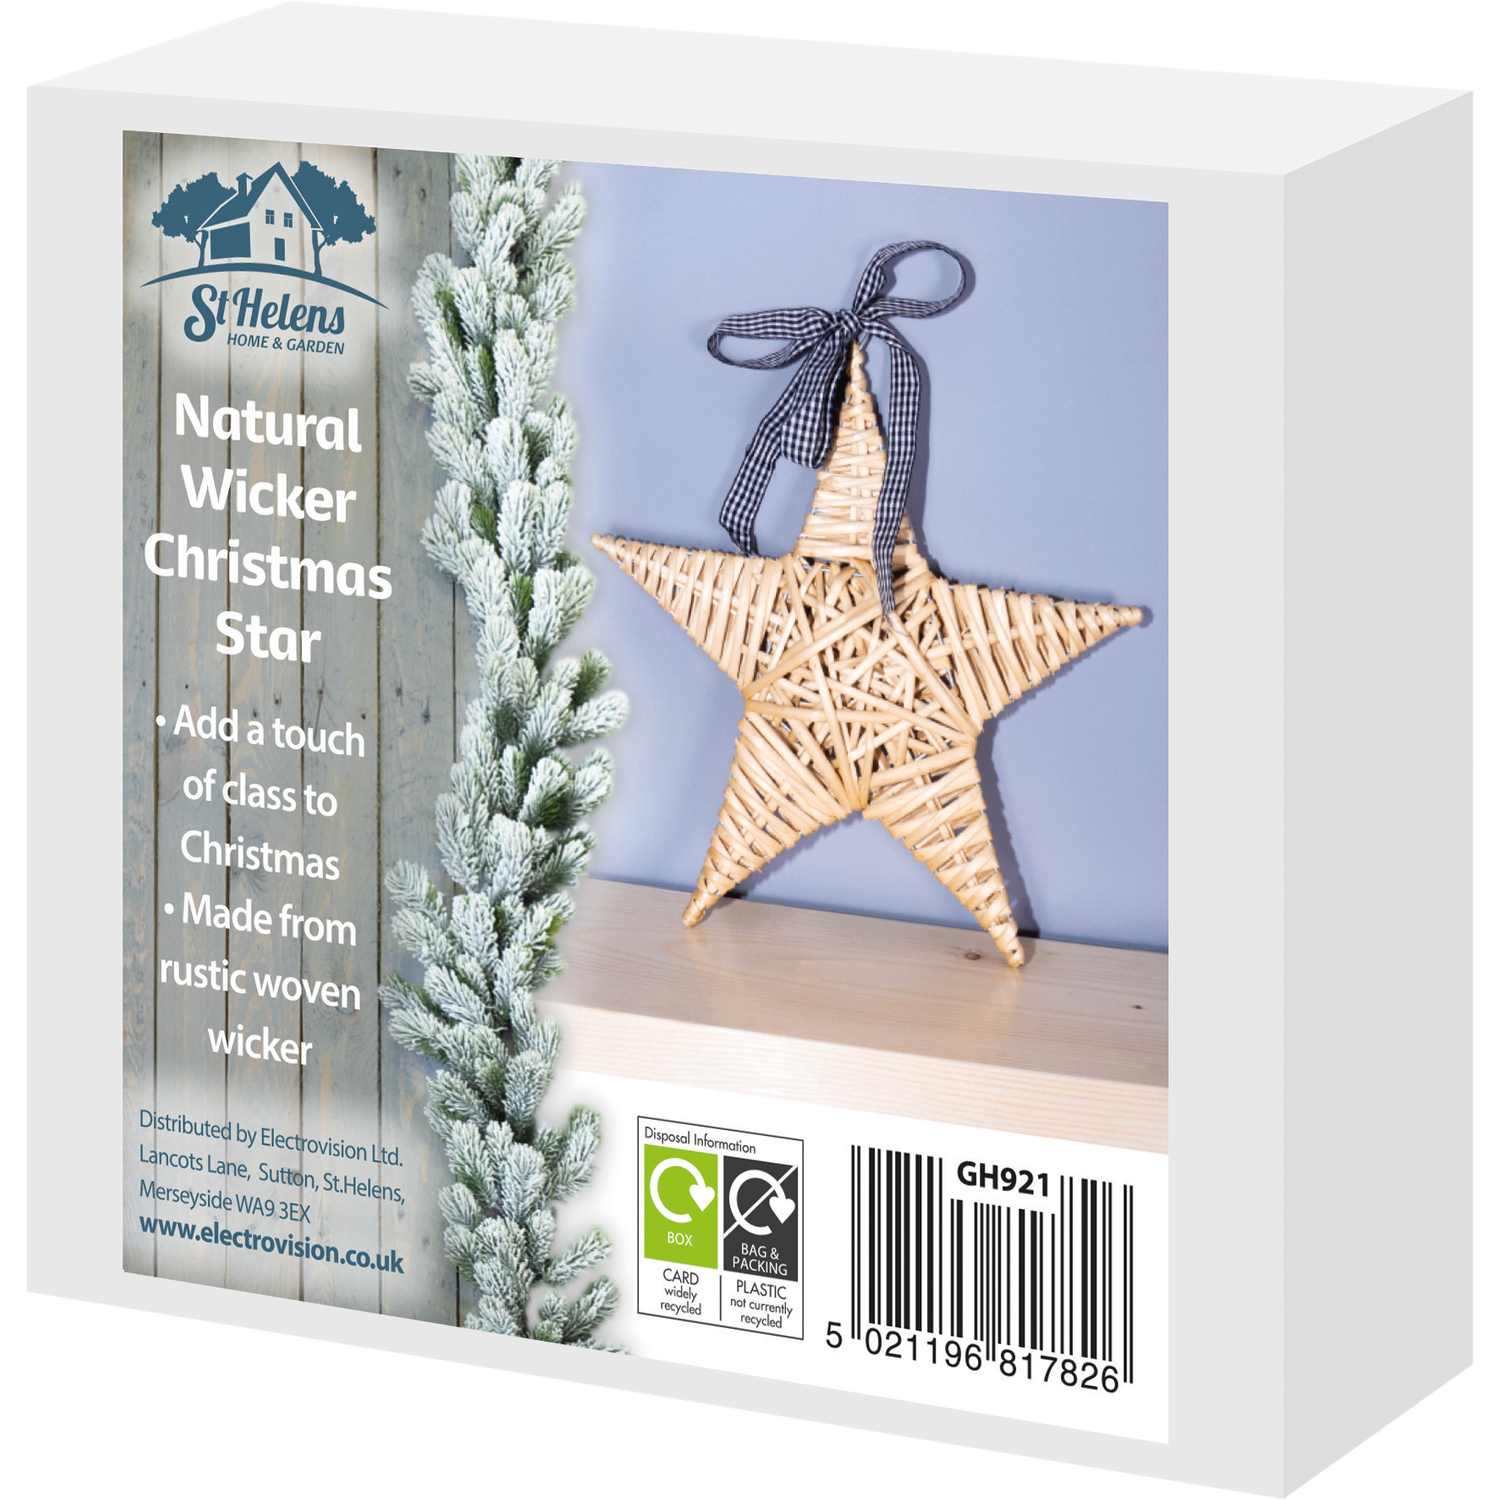 St Helens
HOME & GARDEN
Natural
Wicker
Christmas
Star
• Add a touch
of class to
Christmas
• Made from
rustic woven
wicker
Distributed by Electrovision Ltd.
Lancots Lane, Sutton, St.Helens,
Merseyside WA9 3EX
www.electrovision.co.uk
Disposal Information
BOX
CARD
widely
recycled
BAG &
PACKING
PLASTIC
not currently
recycled
GH921
5 021196 817826